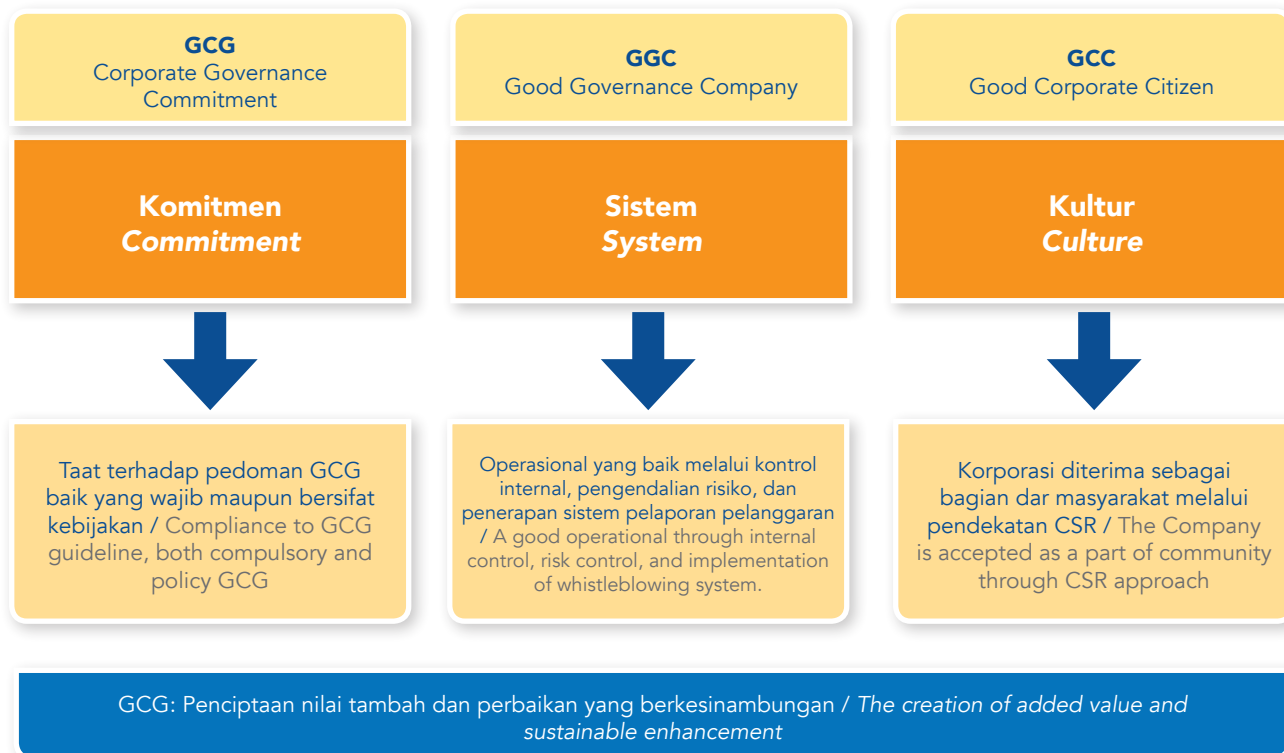 GCG
Corporate Governance
Commitment
Komitmen
Commitment
Taat terhadap pedoman GCG
baik yang wajib maupun bersifat
kebijakan / Compliance to GCG
guideline, both compulsory and
policy GCG
GGC
Good Governance Company
Sistem
System
Operasional yang baik melalui kontrol
internal, pengendalian risiko, dan
penerapan sistem pelaporan pelanggaran
/ A good operational through internal
control, risk control, and implementation
of whistleblowing system.
GCC
Good Corporate Citizen
Kultur
Culture
Korporasi diterima sebagai
bagian dar masyarakat melalui
pendekatan CSR / The Company
is accepted as a part of community
through CSR approach
GCG: Penciptaan nilai tambah dan perbaikan yang berkesinambungan / The creation of added value and
sustainable enhancement